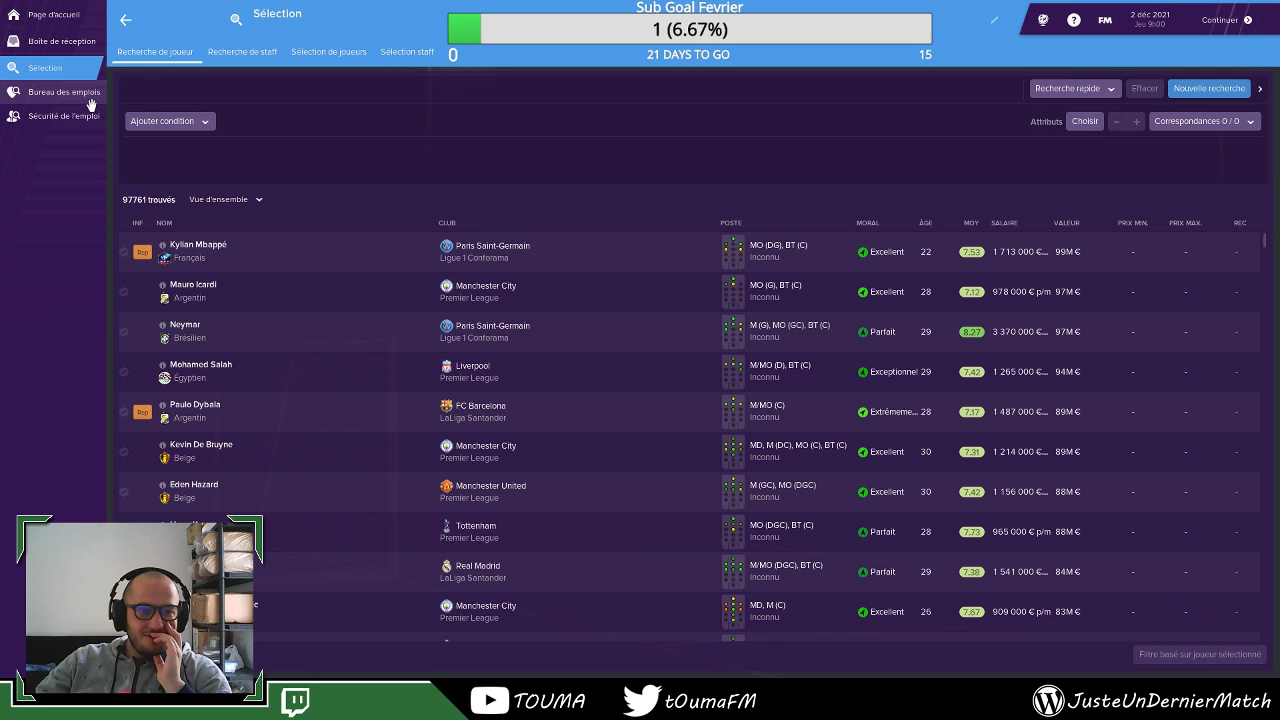 Page d'accueil
Boîte de réception
Sélection
Bureau des emplois
Sécurité de l'emploi
Sélection
Recherche de joueur
Recherche de staff
Sélection de joueurs
Sélection staff
Sub Goal Fevrier
1 (6.67%)
0
21 DAYS TO GO
15
?
FM
2 déc 2021
Jeu 9h00
Continuer
Recherche rapide
Effacer
Nouvelle recherche
Ajouter condition
Attributs
Choisir
Correspondances 0 / 0
97761 trouvés
Vue d'ensemble
INF NOM CLUB POSTE MORAL ÂGE MOY SALAIRE VALEUR PRIX MIN. PRIX MAX. REC
Rep Kylian Mbappé Paris Saint-Germain MO (DG), BT (C) Excellent 22 7.53 1 713 000 €... 99M € - - -
Français Ligue 1 Conforama Inconnu
Mauro Icardi Manchester City MO (G), BT (C) Excellent 28 7.12 978 000 € p/m 97M € - - -
Argentin Premier League Inconnu
Neymar Paris Saint-Germain M (G), MO (GC), BT (C) Parfait 29 8.27 3 370 000 €... 97M € - - -
Brésilien Ligue 1 Conforama Inconnu
Mohamed Salah Liverpool M/MO (D), BT (C) Exceptionnel 29 7.42 1 265 000 €... 94M € - - -
Égyptien Premier League Inconnu
Rep Paulo Dybala FC Barcelona M/MO (C) Extrêmeme... 28 7.17 1 487 000 €... 89M € - - -
Argentin LaLiga Santander Inconnu
Kevin De Bruyne Manchester City MD, M (DC), MO (C), BT (C) Excellent 30 7.31 1 214 000 €... 89M € - - -
Belge Premier League Inconnu
Eden Hazard Manchester United M (GC), MO (DGC) Excellent 30 7.42 1 156 000 €... 88M € - - -
Belge Premier League Inconnu
Tottenham MO (DGC), BT (C) Parfait 28 7.73 965 000 € p/m 88M € - - -
Premier League Inconnu
Real Madrid M/MO (DGC), BT (C) Parfait 29 7.38 1 541 000 €... 84M € - - -
LaLiga Santander Inconnu
Manchester City MD, M (C) Excellent 26 7.67 909 000 € p/m 83M € - - -
Premier League Inconnu
Filtre basé sur joueur sélectionné
TOUMA
tOumaFM
JusteUnDernierMatch